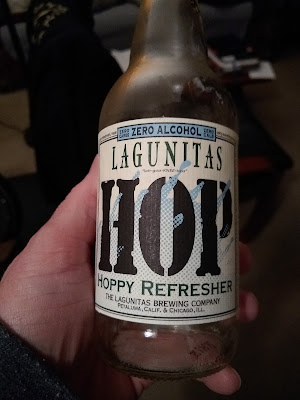 ZERO ALCOHOL
LAGUNITAS
HOP
HOPPY REFRESHER
THE LAGUNITAS BREWING COMPANY
PETALUMA, CALIF. & CHICAGO, ILL.